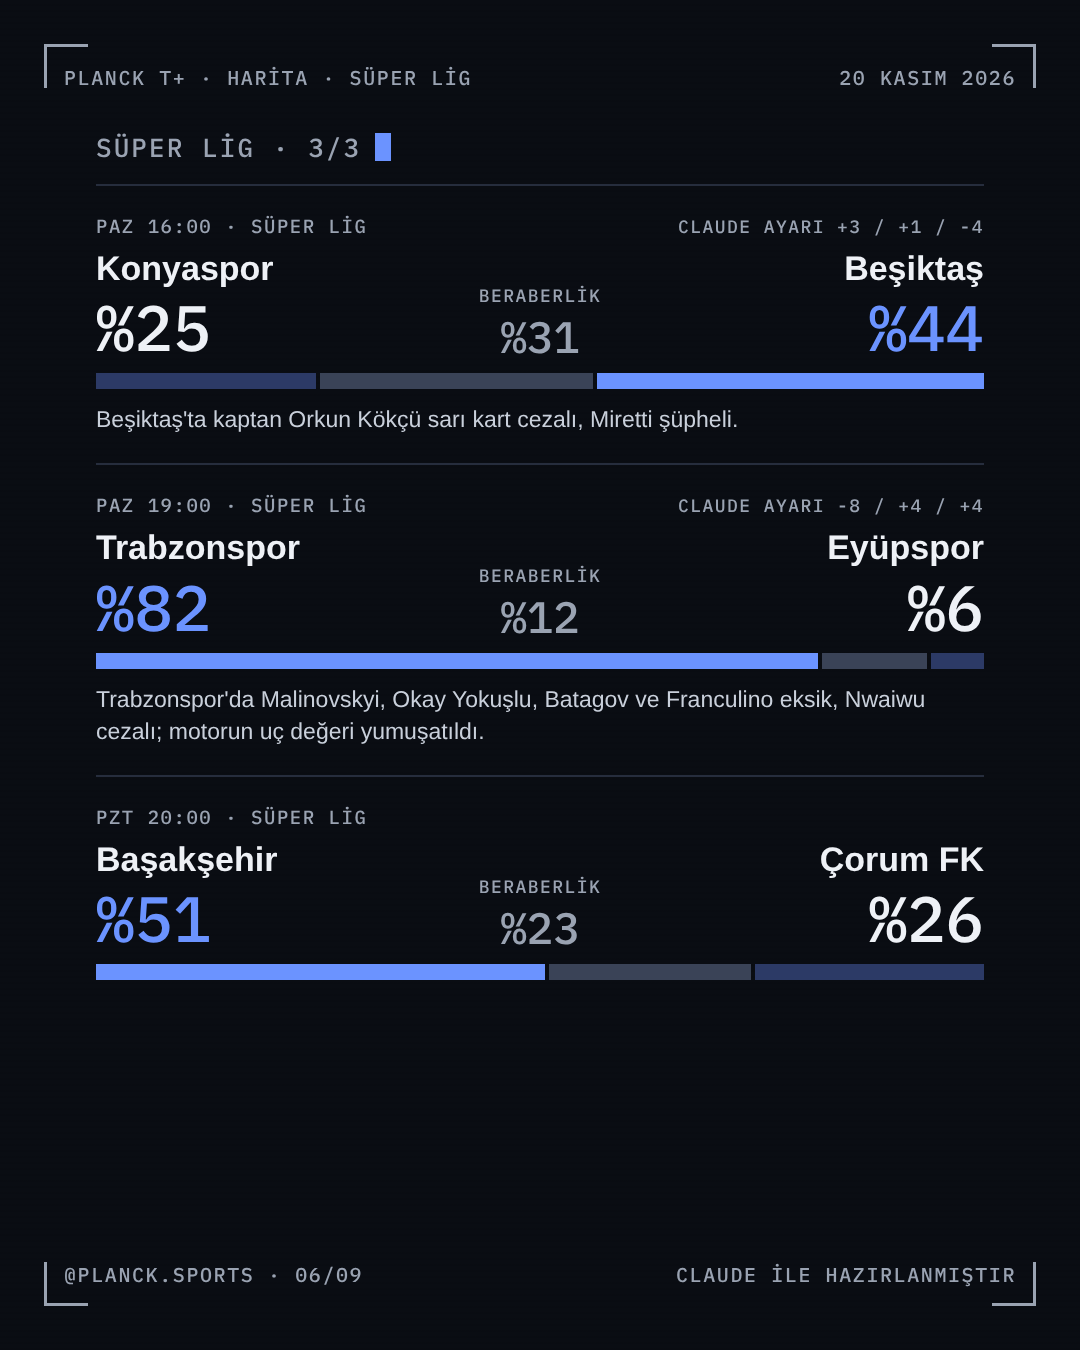 PLANCK T+ · HARİTA · SÜPER LİG
20 KASIM 2026
SÜPER LİG · 3/3
PAZ 16:00 · SÜPER LİG
CLAUDE AYARI +3 / +1 / -4
Konyaspor
Beşiktaş
BERABERLİK
%25
%31
%44
Beşiktaş'ta kaptan Orkun Kökçü sarı kart cezalı, Miretti şüpheli.
PAZ 19:00 · SÜPER LİG
CLAUDE AYARI -8 / +4 / +4
Trabzonspor
Eyüpspor
BERABERLİK
%82
%12
%6
Trabzonspor'da Malinovskyi, Okay Yokuşlu, Batagov ve Franculino eksik, Nwaiwu
cezalı; motorun uç değeri yumuşatıldı.
PZT 20:00 · SÜPER LİG
Başakşehir
Çorum FK
BERABERLİK
%51
%23
%26
@PLANCK.SPORTS · 06/09
CLAUDE İLE HAZIRLANMIŞTIR